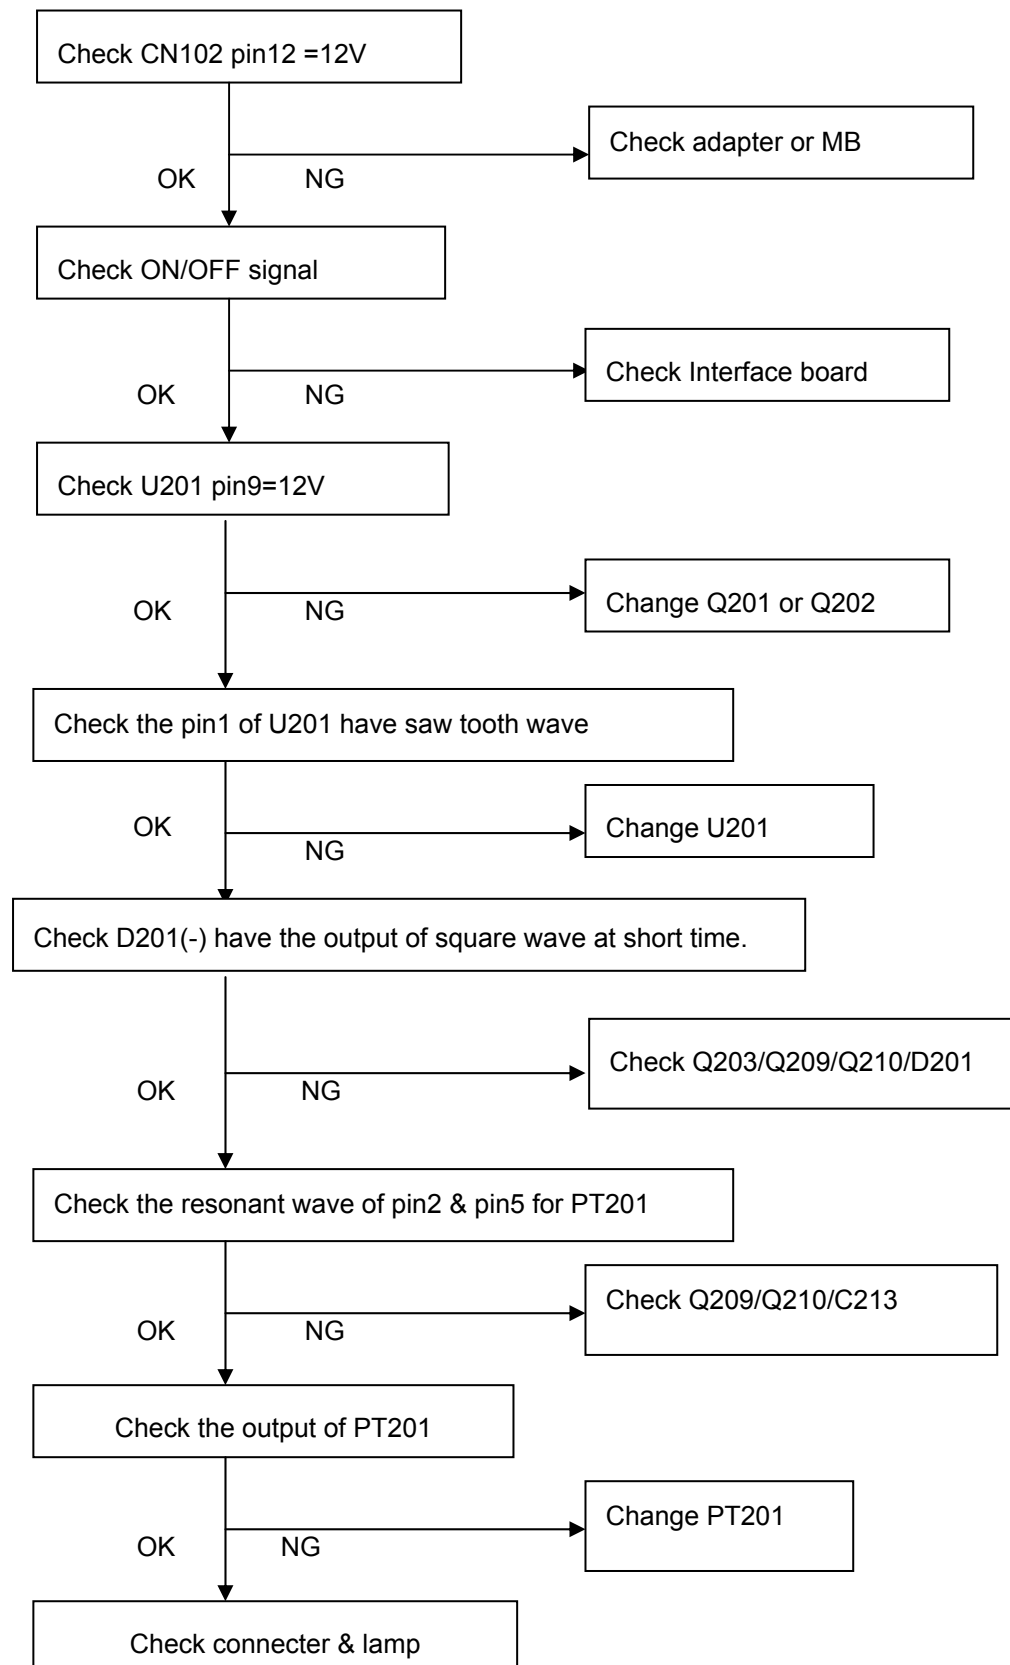 Check CN102 pin12 =12V
Check adapter or MB
OK
NG
Check ON/OFF signal
Check Interface board
OK
NG
Check U201 pin9=12V
Change Q201 or Q202
OK
NG
Check the pin1 of U201 have saw tooth wave
Change U201
OK
NG
Check D201(-) have the output of square wave at short time.
Check Q203/Q209/Q210/D201
OK
NG
Check the resonant wave of pin2 & pin5 for PT201
Check Q209/Q210/C213
OK
NG
Check the output of PT201
Change PT201
OK
NG
Check connecter & lamp